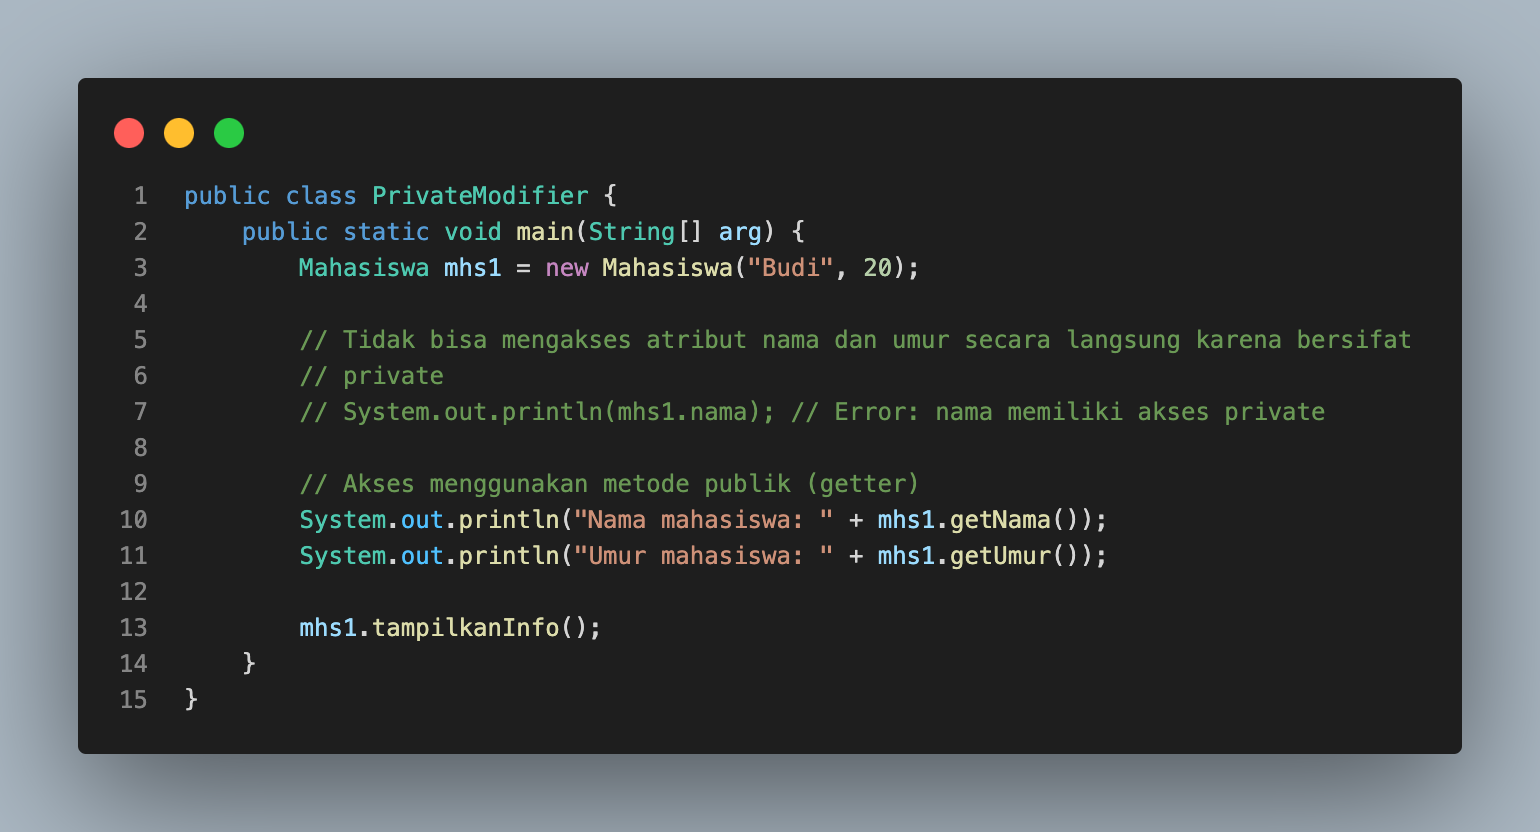 1 public class PrivateModifier {
2     public static void main(String[] arg) {
3         Mahasiswa mhs1 = new Mahasiswa("Budi", 20);
4
5         // Tidak bisa mengakses atribut nama dan umur secara langsung karena bersifat
6         // private
7         // System.out.println(mhs1.nama); // Error: nama memiliki akses private
8
9         // Akses menggunakan metode publik (getter)
10         System.out.println("Nama mahasiswa: " + mhs1.getNama());
11         System.out.println("Umur mahasiswa: " + mhs1.getUmur());
12
13         mhs1.tampilkanInfo();
14     }
15 }